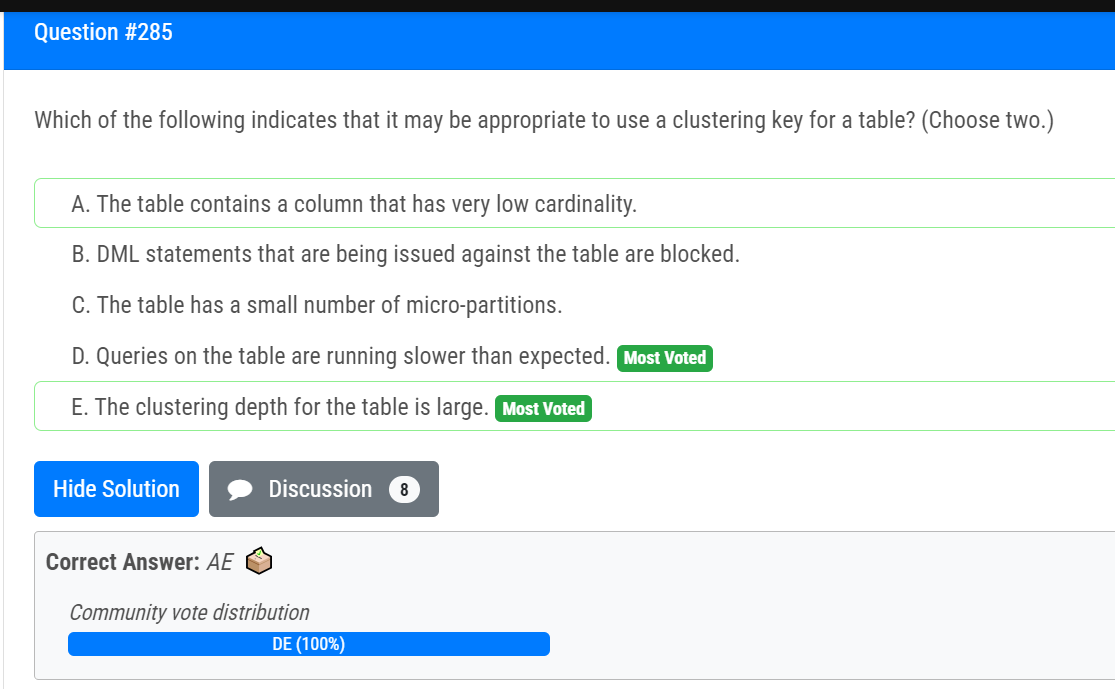 Question #285
Which of the following indicates that it may be appropriate to use a clustering key for a table? (Choose two.)
A. The table contains a column that has very low cardinality.
B. DML statements that are being issued against the table are blocked.
C. The table has a small number of micro-partitions.
D. Queries on the table are running slower than expected. Most Voted
E. The clustering depth for the table is large. Most Voted
Hide Solution Discussion 8
Correct Answer: AE
Community vote distribution
DE (100%)